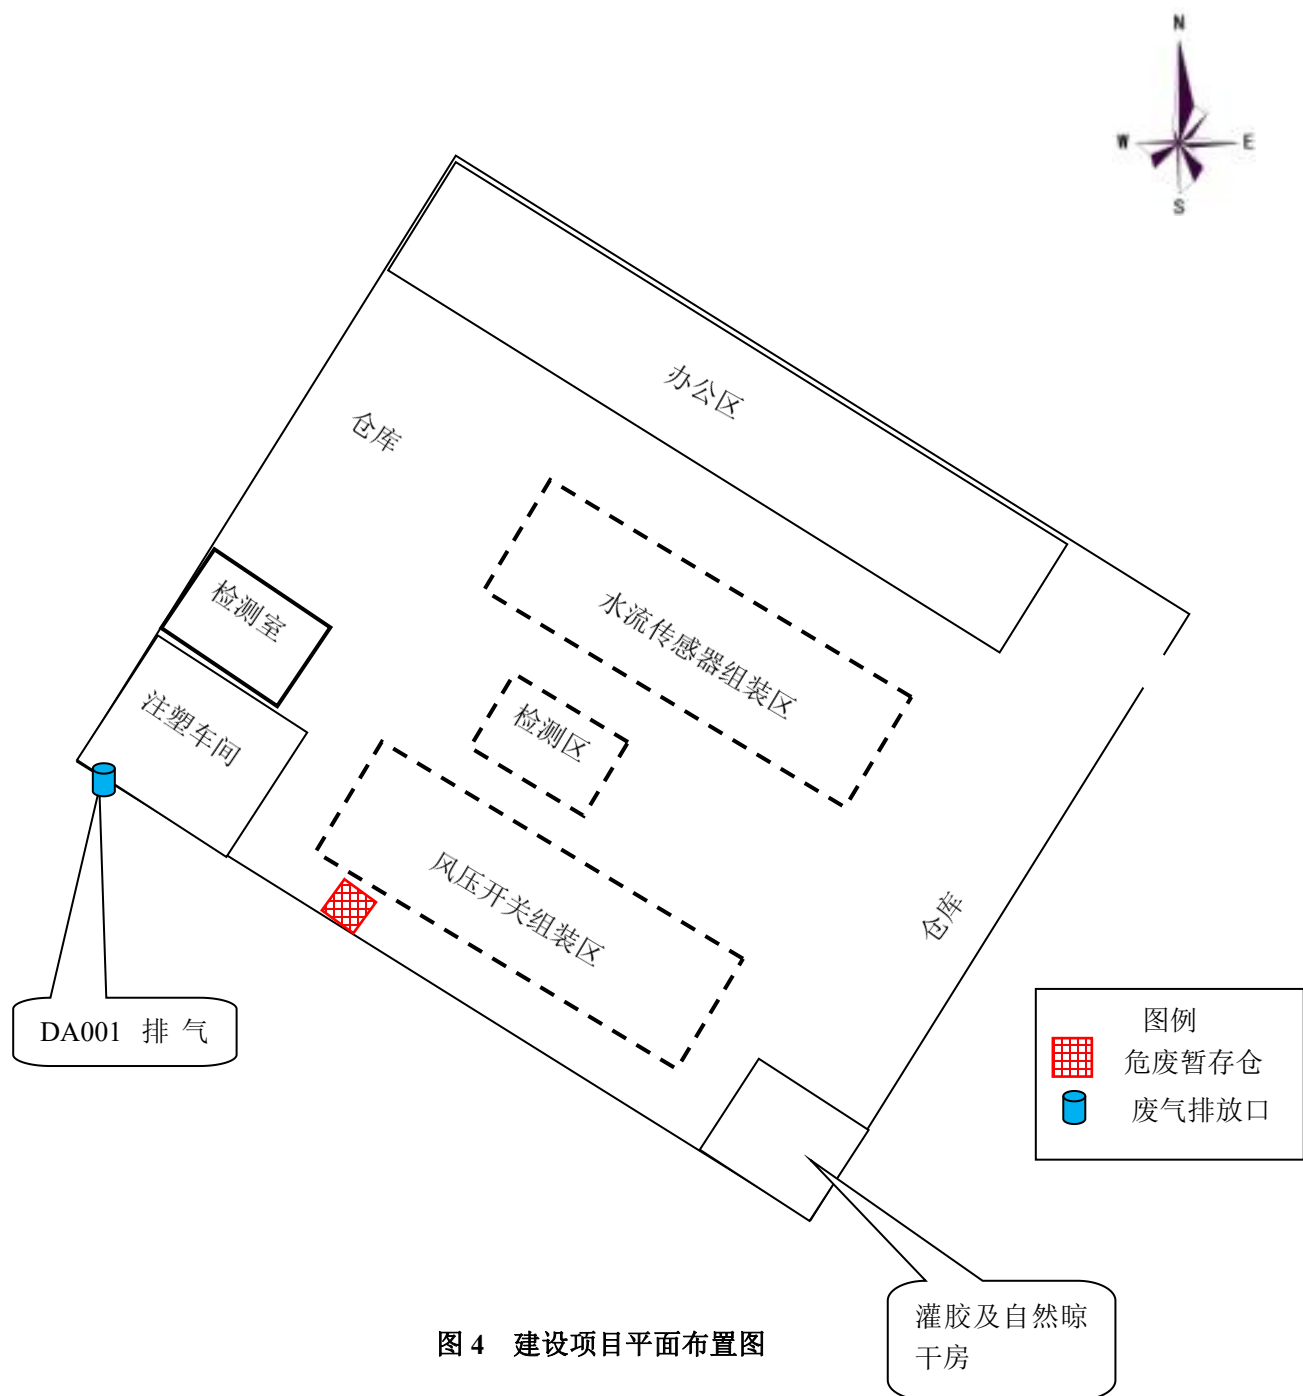 N
W
E
S
办公区
仓库
水流传感器组装区
检测室
检测区
注塑车间
风压开关组装区
仓库
DA001 排 气
图例
危废暂存仓
废气排放口
灌胶及自然晾
干房
图 4 建设项目平面布置图